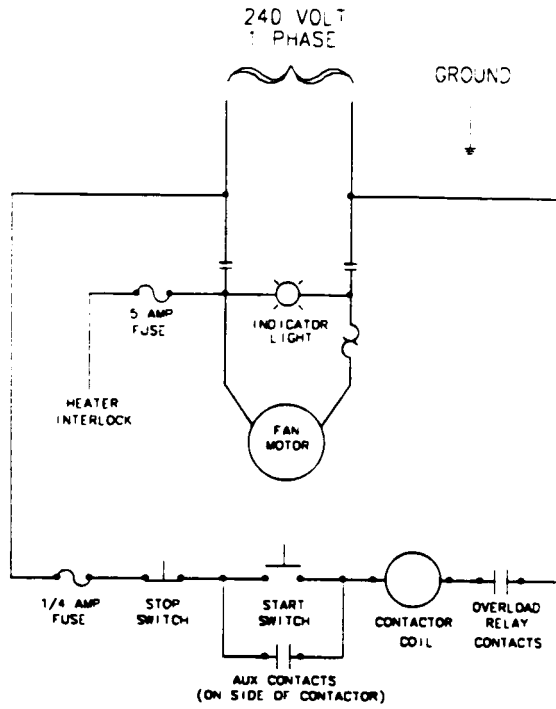 240 VOLT
1 PHASE
GROUND
5 AMP
FUSE
INDICATOR
LIGHT
HEATER
INTERLOCK
FAN
MOTOR
1/4 AMP
FUSE
STOP
SWITCH
START
SWITCH
CONTACTOR
COIL
OVERLOAD
RELAY
CONTACTS
AUX CONTACTS
(ON SIDE OF CONTACTOR)